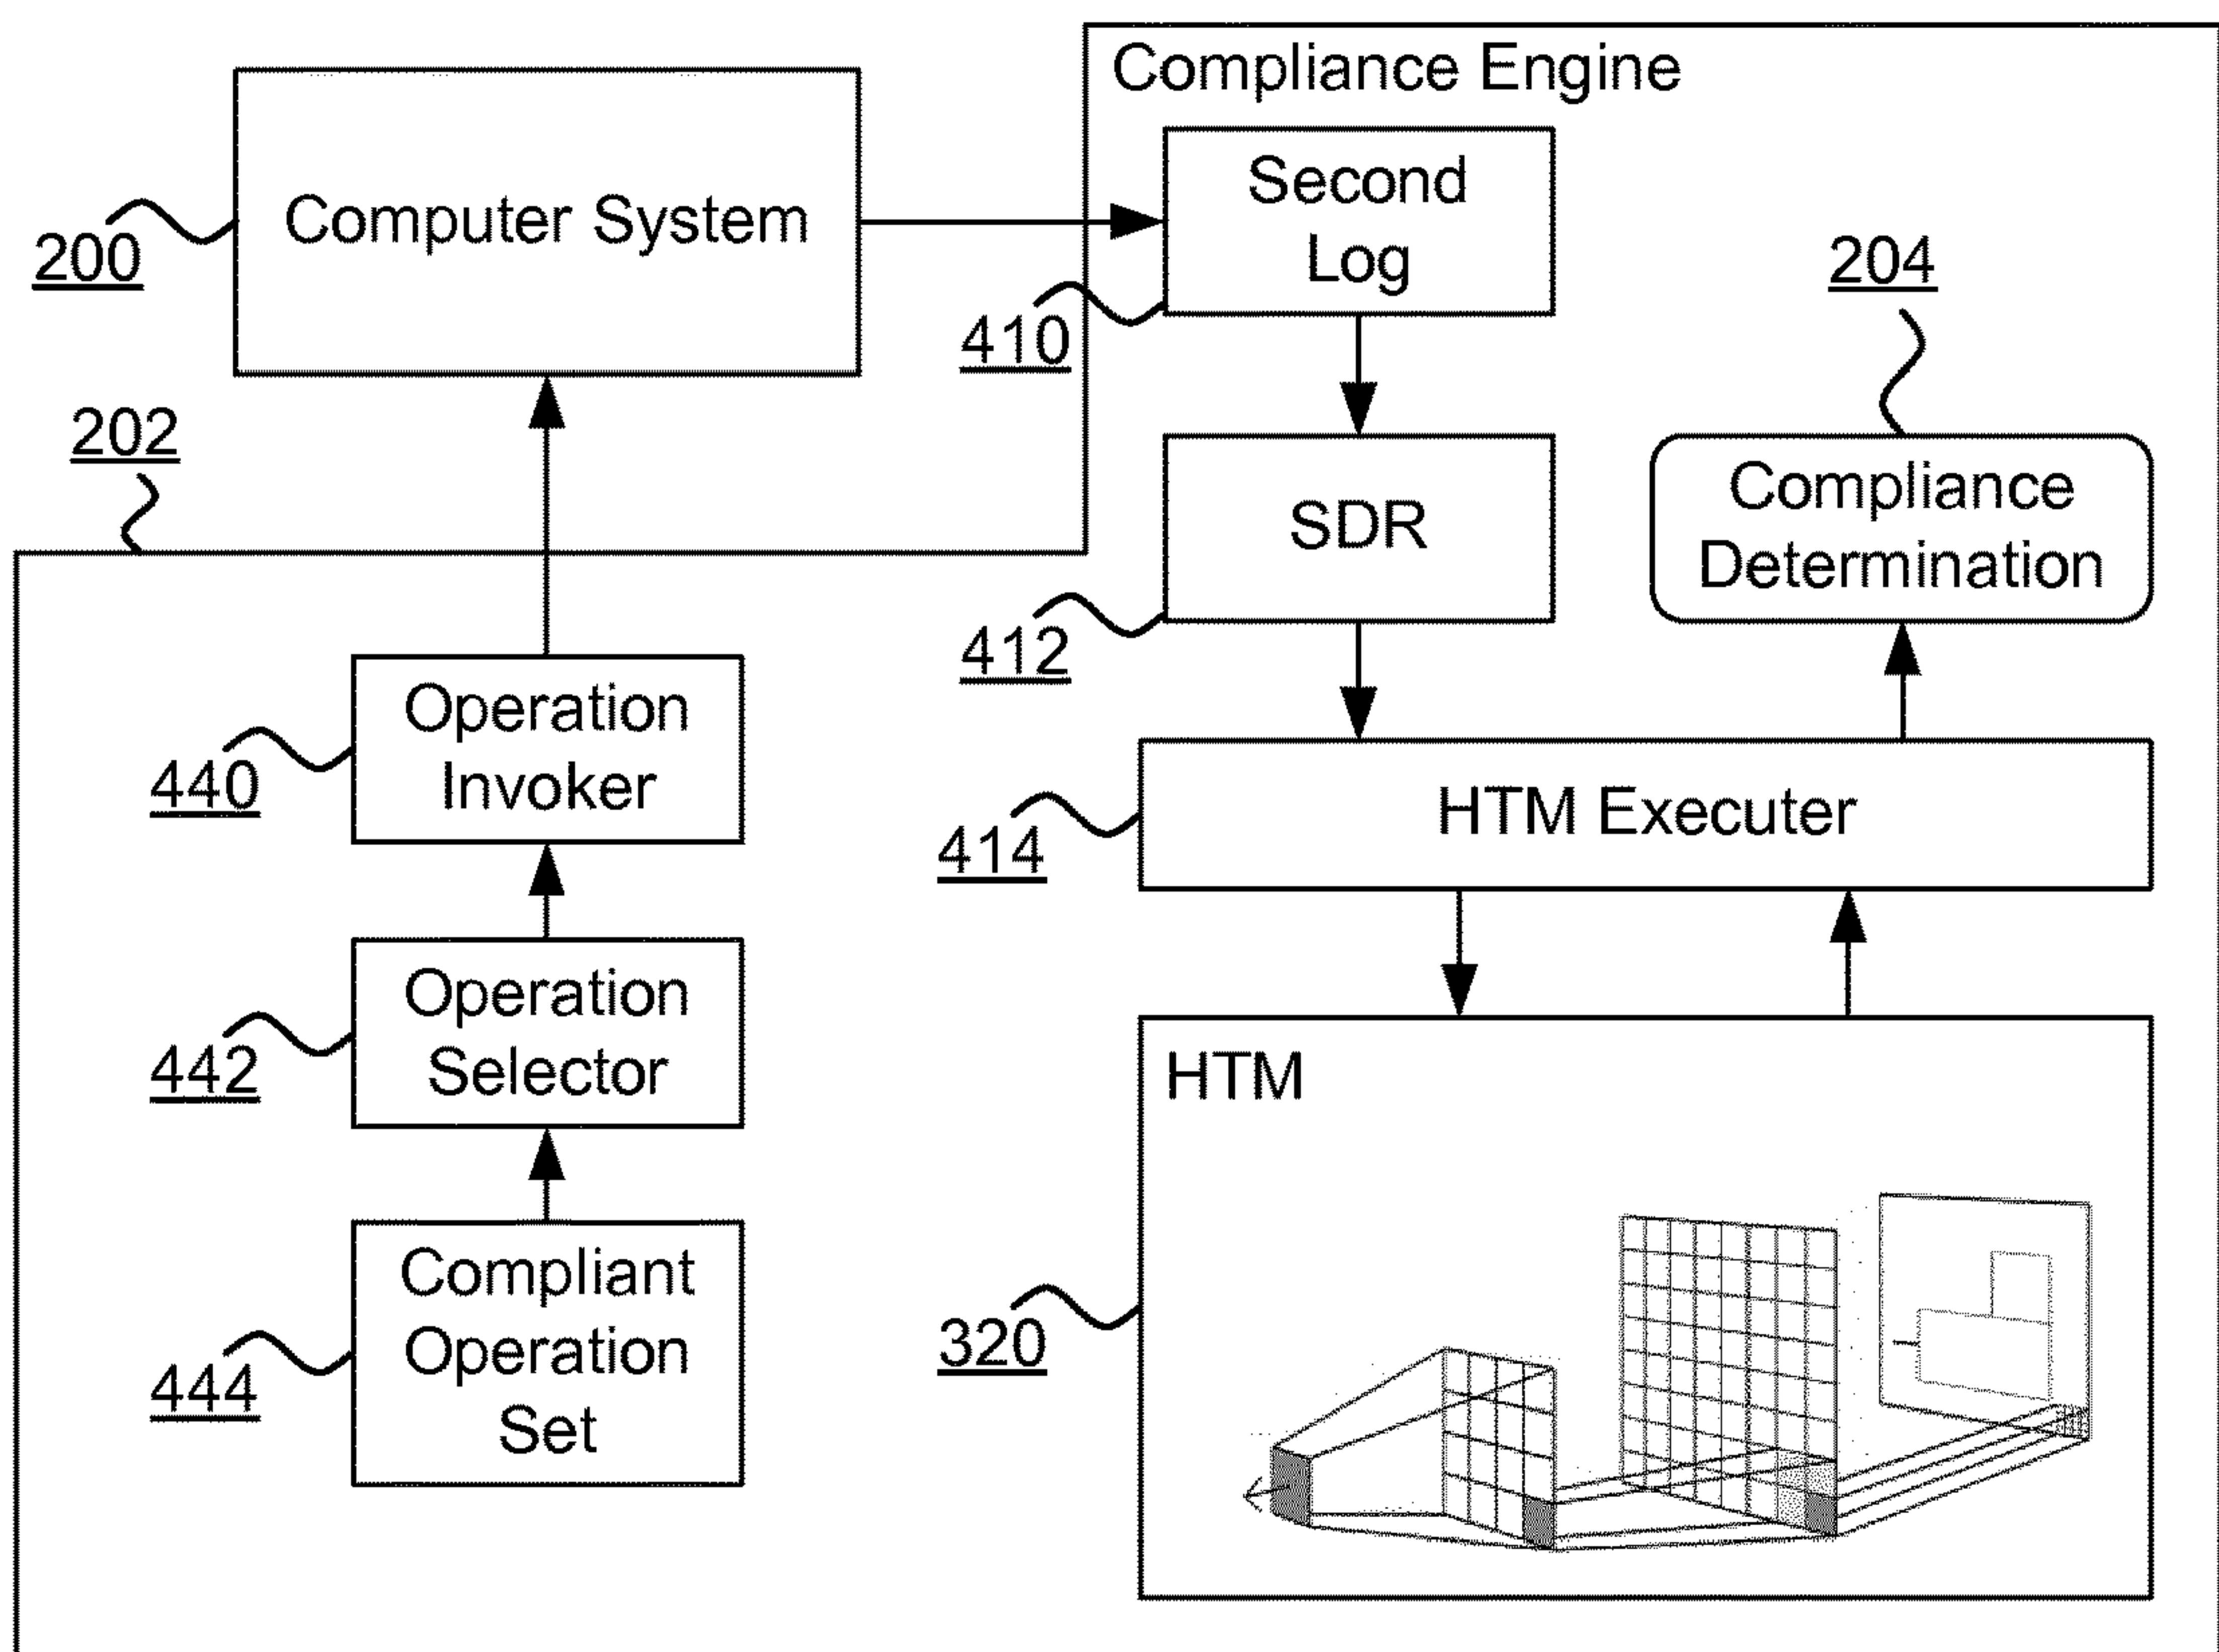 Compliance Engine
Computer System
200
Second
Log
410
204
202
SDR
412
Compliance
Determination
Operation
Invoker
440
HTM Executer
414
Operation
Selector
442
HTM
320
Compliant
Operation
Set
444